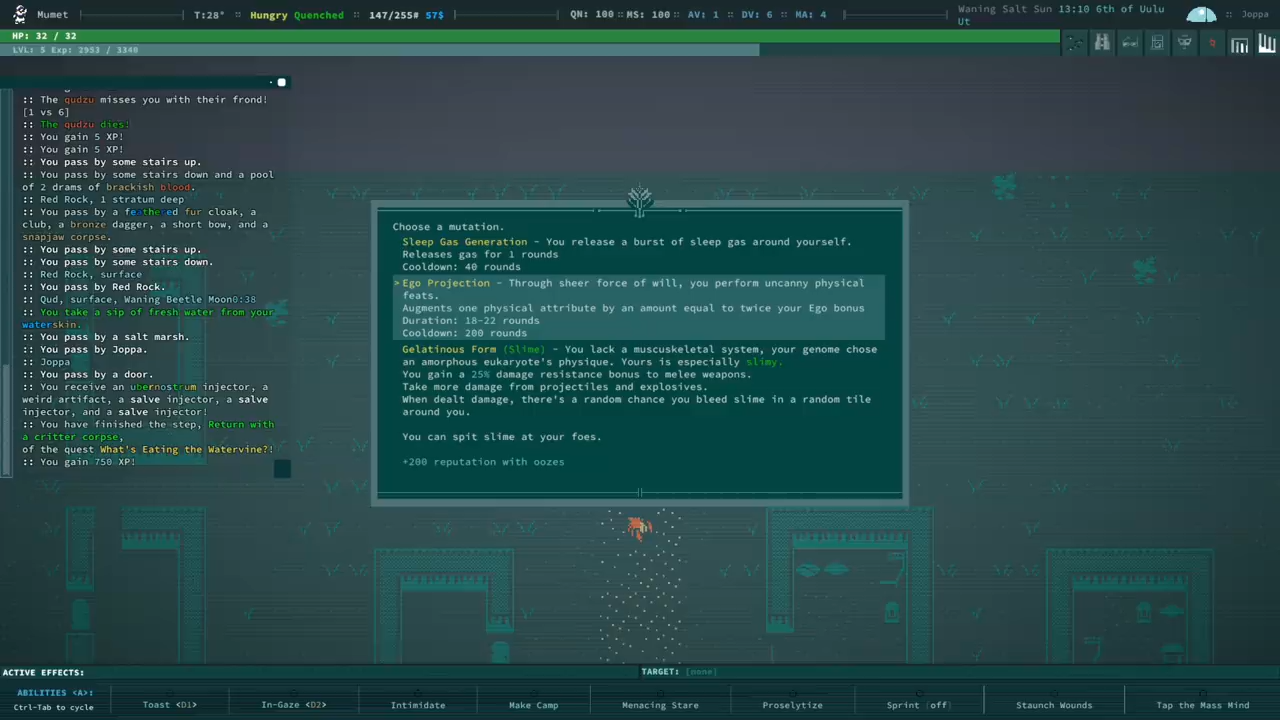 Mumet
T:28° :: Hungry Quenched :: 147/255# 57$
QN: 100 :: MS: 100 :: AV: 1 :: DV: 6 :: MA: 4
Waning Salt Sun 13:10 6th of Uulu
Ut
:: Joppa
HP: 32 / 32
LVL: 5 Exp: 2953 / 3340
:: The qudzu misses you with their frond!
[1 vs 6]
:: The qudzu dies!
:: You gain 5 XP!
:: You gain 5 XP!
:: You pass by some stairs up.
:: You pass by some stairs down and a pool
of 2 drams of brackish blood.
:: Red Rock, 1 stratum deep
:: You pass by a feathered fur cloak, a
club, a bronze dagger, a short bow, and a
snapjaw corpse.
:: You pass by some stairs up.
:: You pass by some stairs down.
:: Red Rock, surface
:: You pass by Red Rock.
:: Qud, surface, Waning Beetle Moon0:38
:: You take a sip of fresh water from your
waterskin.
:: You pass by a salt marsh.
:: You pass by Joppa.
:: Joppa
:: You pass by a door.
:: You receive an ubernostrum injector, a
weird artifact, a salve injector, a salve
injector, and a salve injector!
:: You have finished the step, Return with
a critter corpse,
of the quest What's Eating the Watervine?!
:: You gain 750 XP!
Choose a mutation.
Sleep Gas Generation - You release a burst of sleep gas around yourself.
Releases gas for 1 rounds
Cooldown: 40 rounds
> Ego Projection - Through sheer force of will, you perform uncanny physical
feats.
Augments one physical attribute by an amount equal to twice your Ego bonus
Duration: 18-22 rounds
Cooldown: 200 rounds
Gelatinous Form (Slime) - You lack a muscuskeletal system, your genome chose
an amorphous eukaryote's physique. Yours is especially slimy.
You gain a 25% damage resistance bonus to melee weapons.
Take more damage from projectiles and explosives.
When dealt damage, there's a random chance you bleed slime in a random tile
around you.
You can spit slime at your foes.
+200 reputation with oozes
ACTIVE EFFECTS:
TARGET: [none]
ABILITIES <A>:
Ctrl-Tab to cycle
Toast <D1>
In-Gaze <D2>
Intimidate
Make Camp
Menacing Stare
Proselytize
Sprint (off)
Staunch Wounds
Tap the Mass Mind